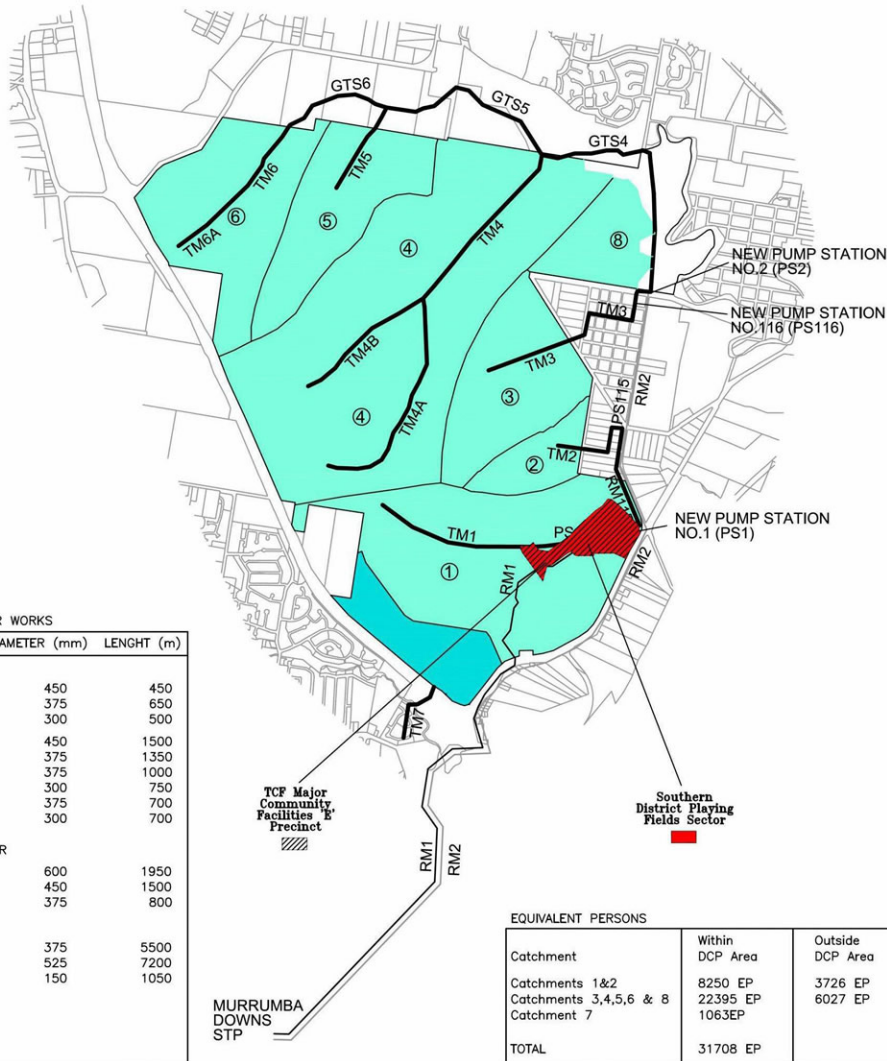 GTS6
GTS5
GTS4
TM6
TM5
TM4
TM6A
⑥
⑤
④
⑧
NEW PUMP STATION
NO.2 (PS2)
NEW PUMP STATION
NO.116 (PS116)
TM3
TM3
TM4B
TM4A
③
④
PS115
RM2
TM2
②
NEW PUMP STATION
NO.1 (PS1)
TM1
PS
RM1
①
RM2
TM7
R WORKS
AMETER (mm) LENGHT (m)
450 450
375 650
300 500
450 1500
375 1350
375 1000
300 750
375 700
300 700
R
600 1950
450 1500
375 800
375 5500
525 7200
150 1050
TCF Major
Community
Facilities 'E'
Precinct
Southern
District Playing
Fields Sector
RM1
RM2
MURRUMBA
DOWNS
STP
EQUIVALENT PERSONS
Catchment Within DCP Area Outside DCP Area
Catchments 1&2 8250 EP 3726 EP
Catchments 3,4,5,6 & 8 22395 EP 6027 EP
Catchment 7 1063EP
TOTAL 31708 EP